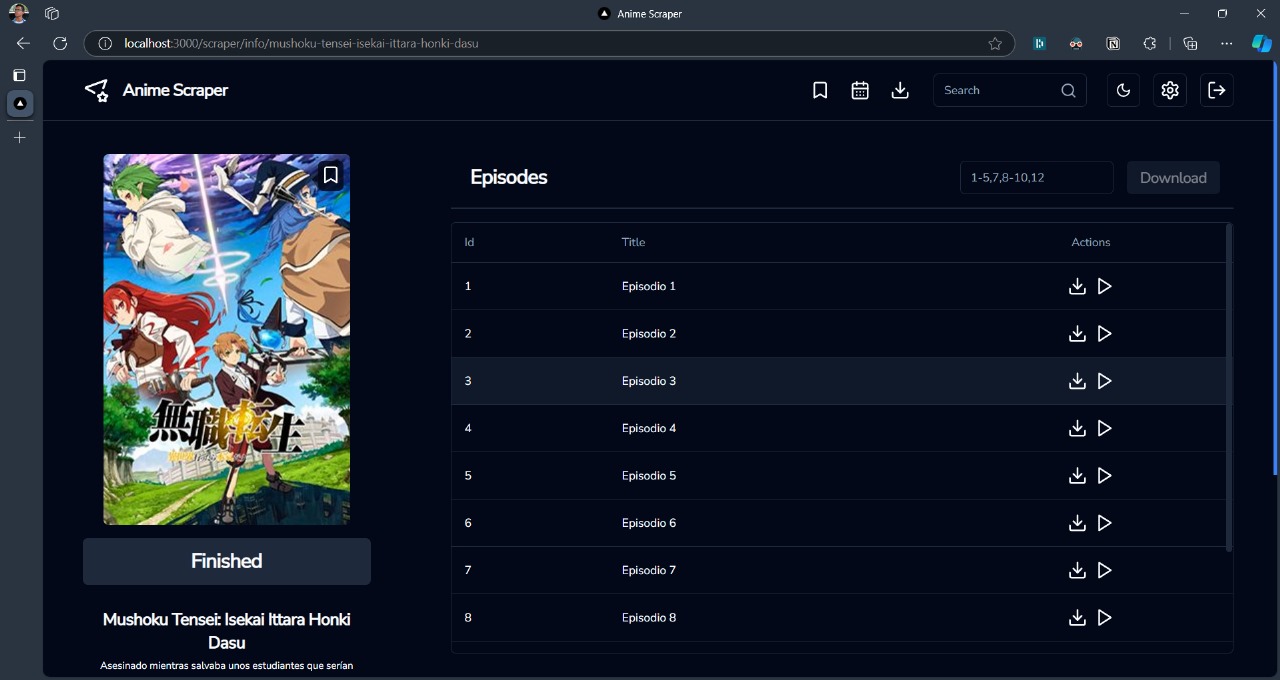 Anime Scraper
localhost:3000/scraper/info/mushoku-tensei-isekai-ittara-honki-dasu
Anime Scraper
Search
Episodes
1-5,7,8-10,12
Download
Id Title Actions
1 Episodio 1
2 Episodio 2
3 Episodio 3
4 Episodio 4
5 Episodio 5
6 Episodio 6
7 Episodio 7
8 Episodio 8
無職転生
Finished
Mushoku Tensei: Isekai Ittara Honki
Dasu
Asesinado mientras salvaba unos estudiantes que serían